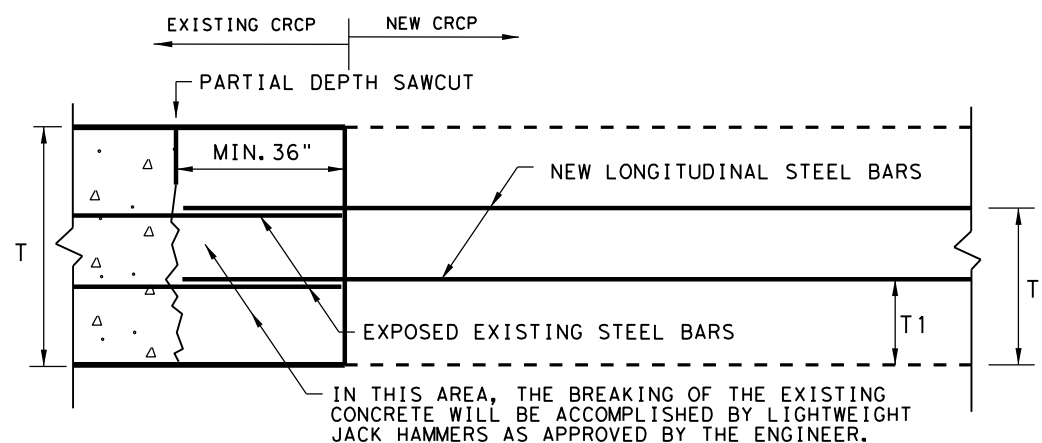 EXISTING CRCP
NEW CRCP
PARTIAL DEPTH SAWCUT
MIN. 36"
NEW LONGITUDINAL STEEL BARS
T
T
T1
EXPOSED EXISTING STEEL BARS
IN THIS AREA, THE BREAKING OF THE EXISTING
CONCRETE WILL BE ACCOMPLISHED BY LIGHTWEIGHT
JACK HAMMERS AS APPROVED BY THE ENGINEER.